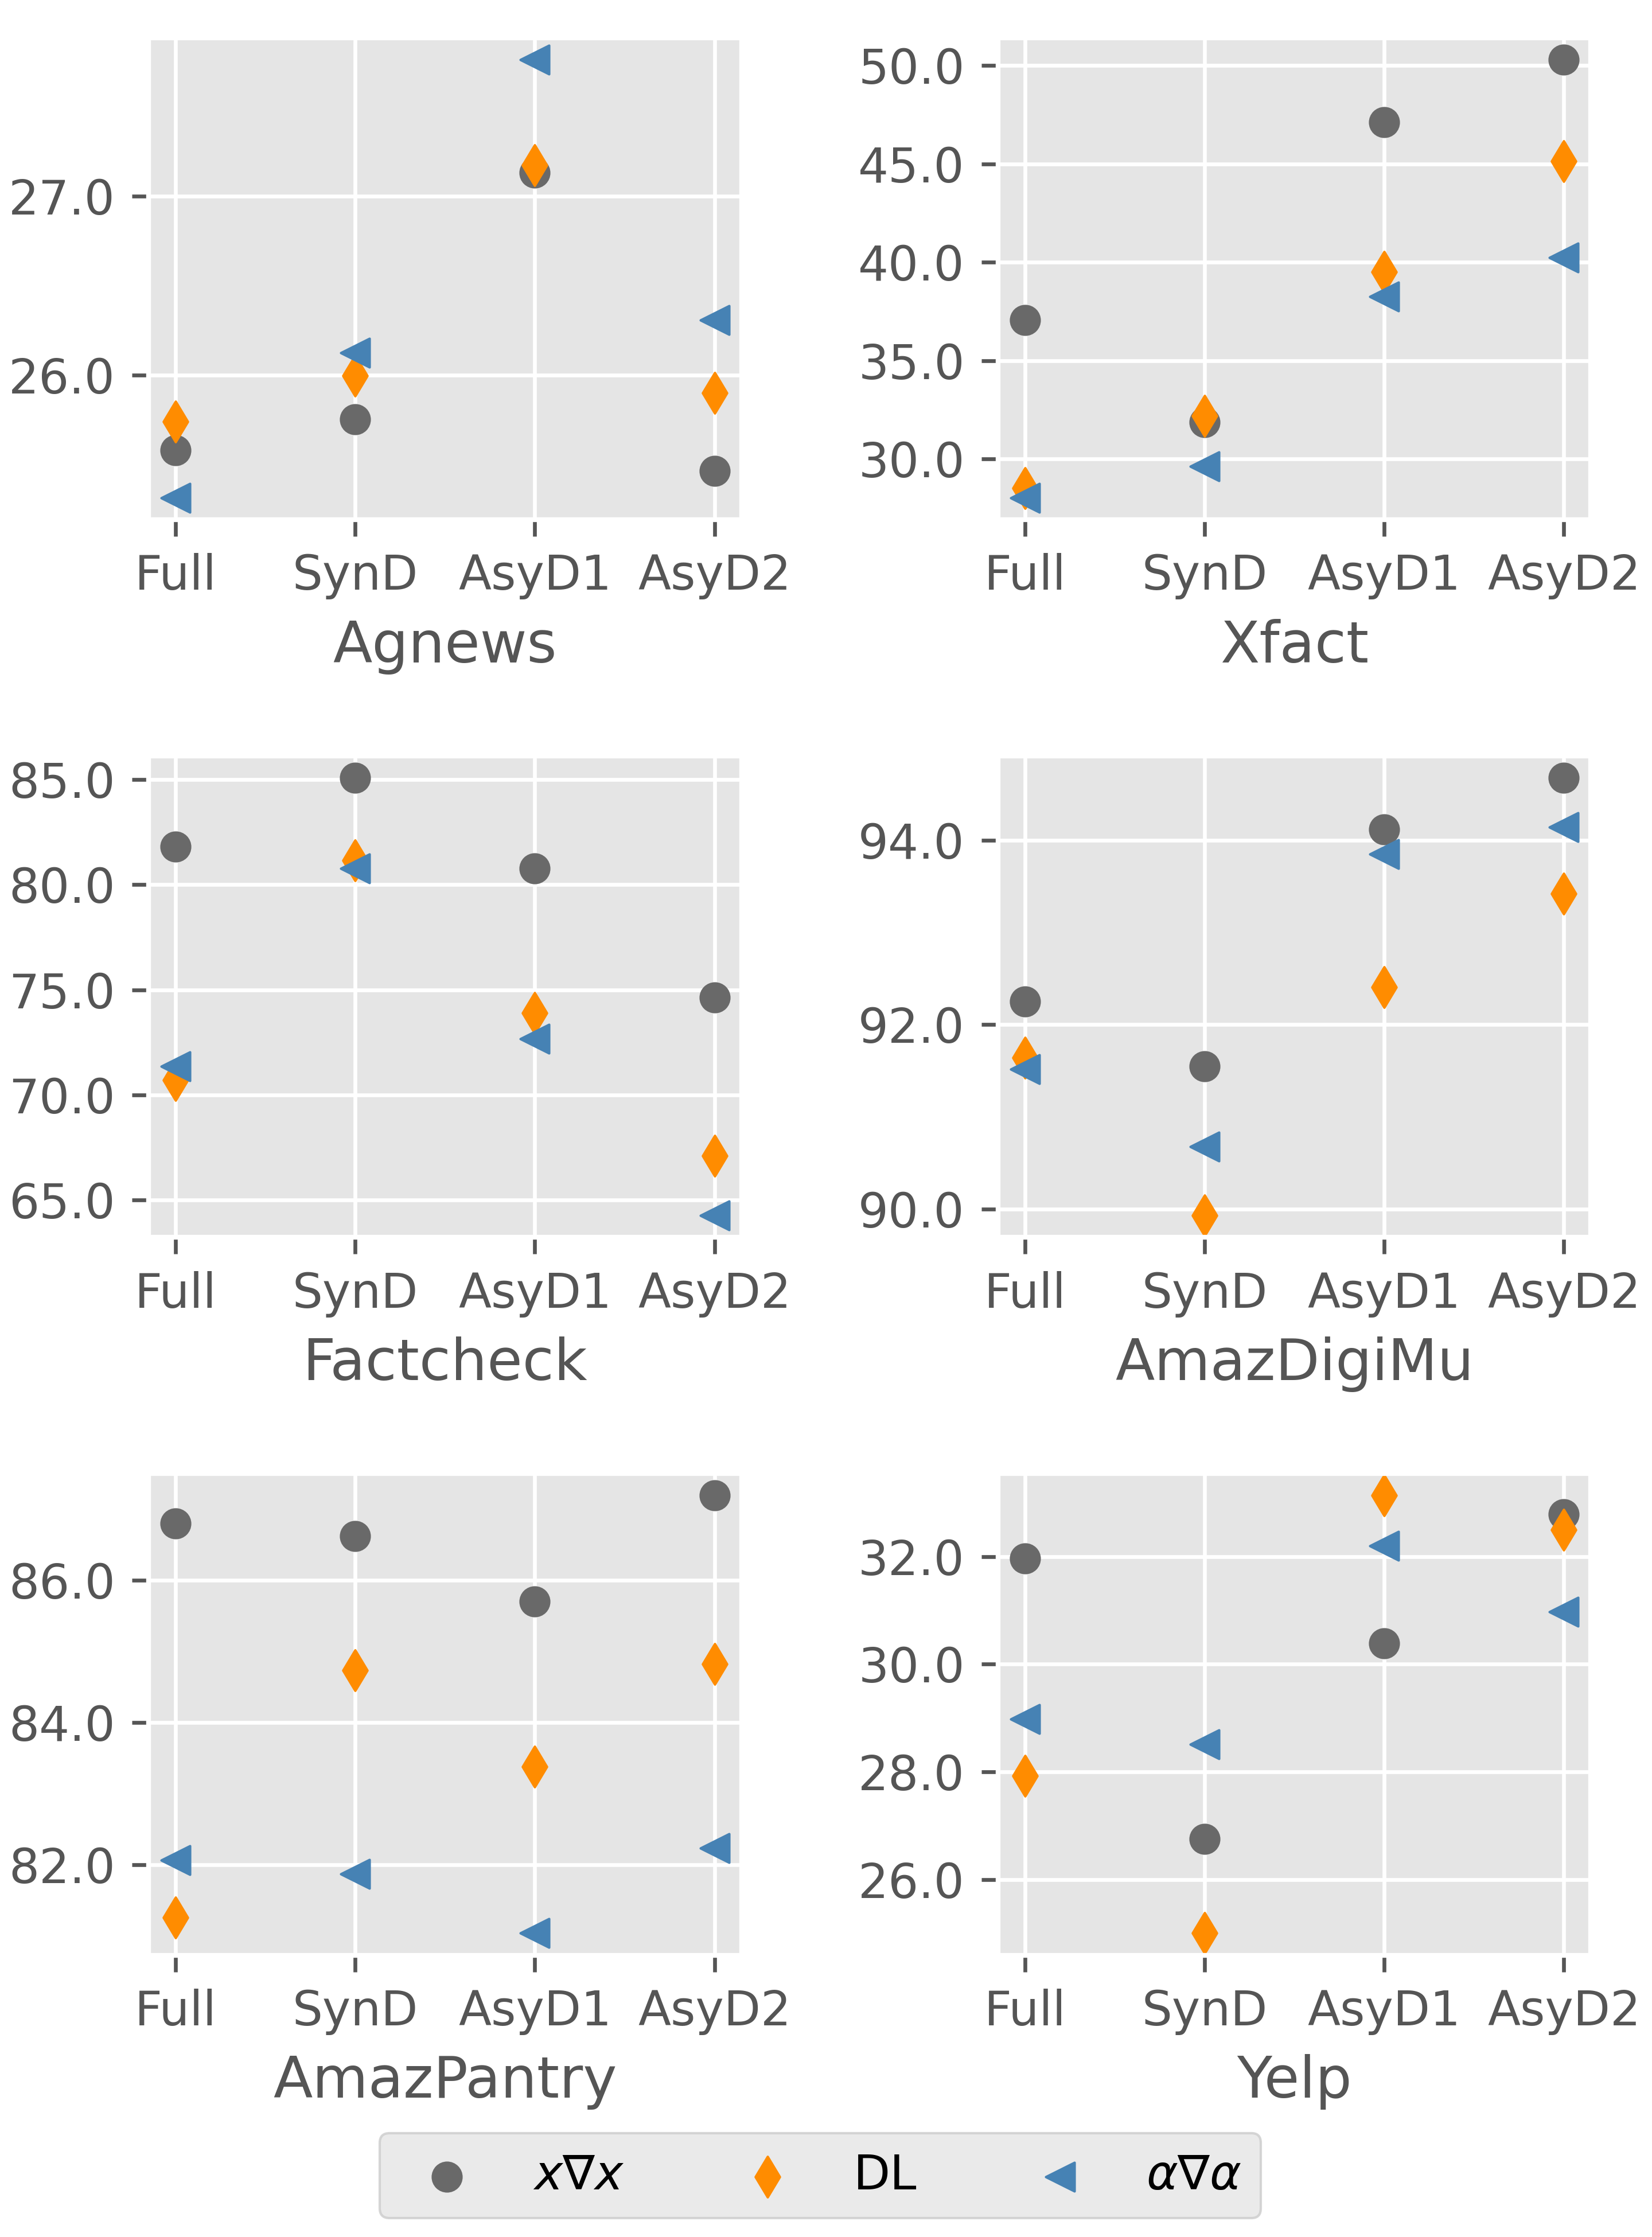 27.0
26.0
Full SynD AsyD1 AsyD2
Agnews
50.0
45.0
40.0
35.0
30.0
Full SynD AsyD1 AsyD2
Xfact
85.0
80.0
75.0
70.0
65.0
Full SynD AsyD1 AsyD2
Factcheck
94.0
92.0
90.0
Full SynD AsyD1 AsyD2
AmazDigiMu
86.0
84.0
82.0
Full SynD AsyD1 AsyD2
AmazPantry
32.0
30.0
28.0
26.0
Full SynD AsyD1 AsyD2
Yelp
x∇x DL α∇α